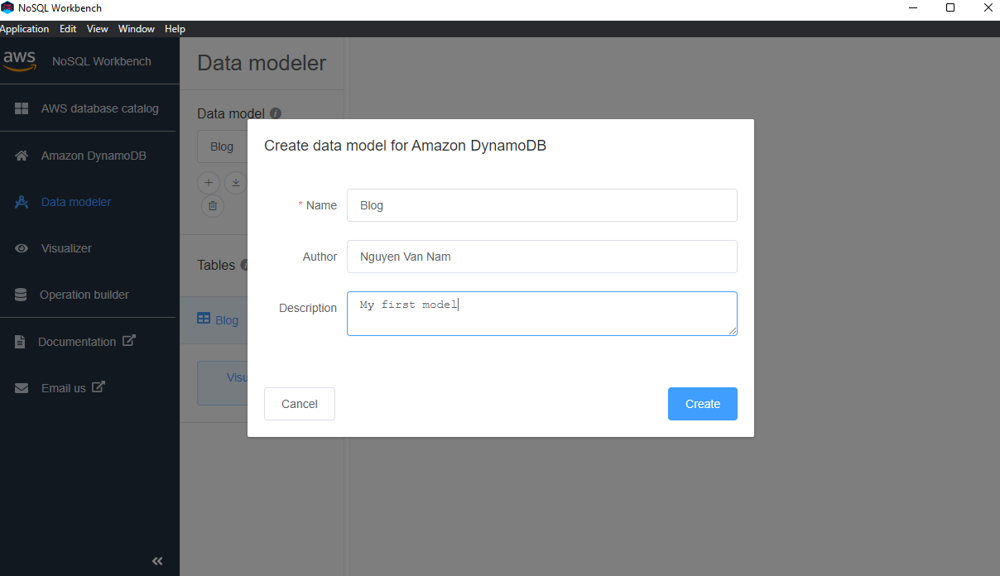 NoSQL Workbench
Application Edit View Window Help
aws NoSQL Workbench
AWS database catalog
Amazon DynamoDB
Data modeler
Visualizer
Operation builder
Documentation
Email us
Data modeler
Data model
Blog
Tables
Blog
Visu
Create data model for Amazon DynamoDB
* Name Blog
Author Nguyen Van Nam
Description My first model
Cancel Create